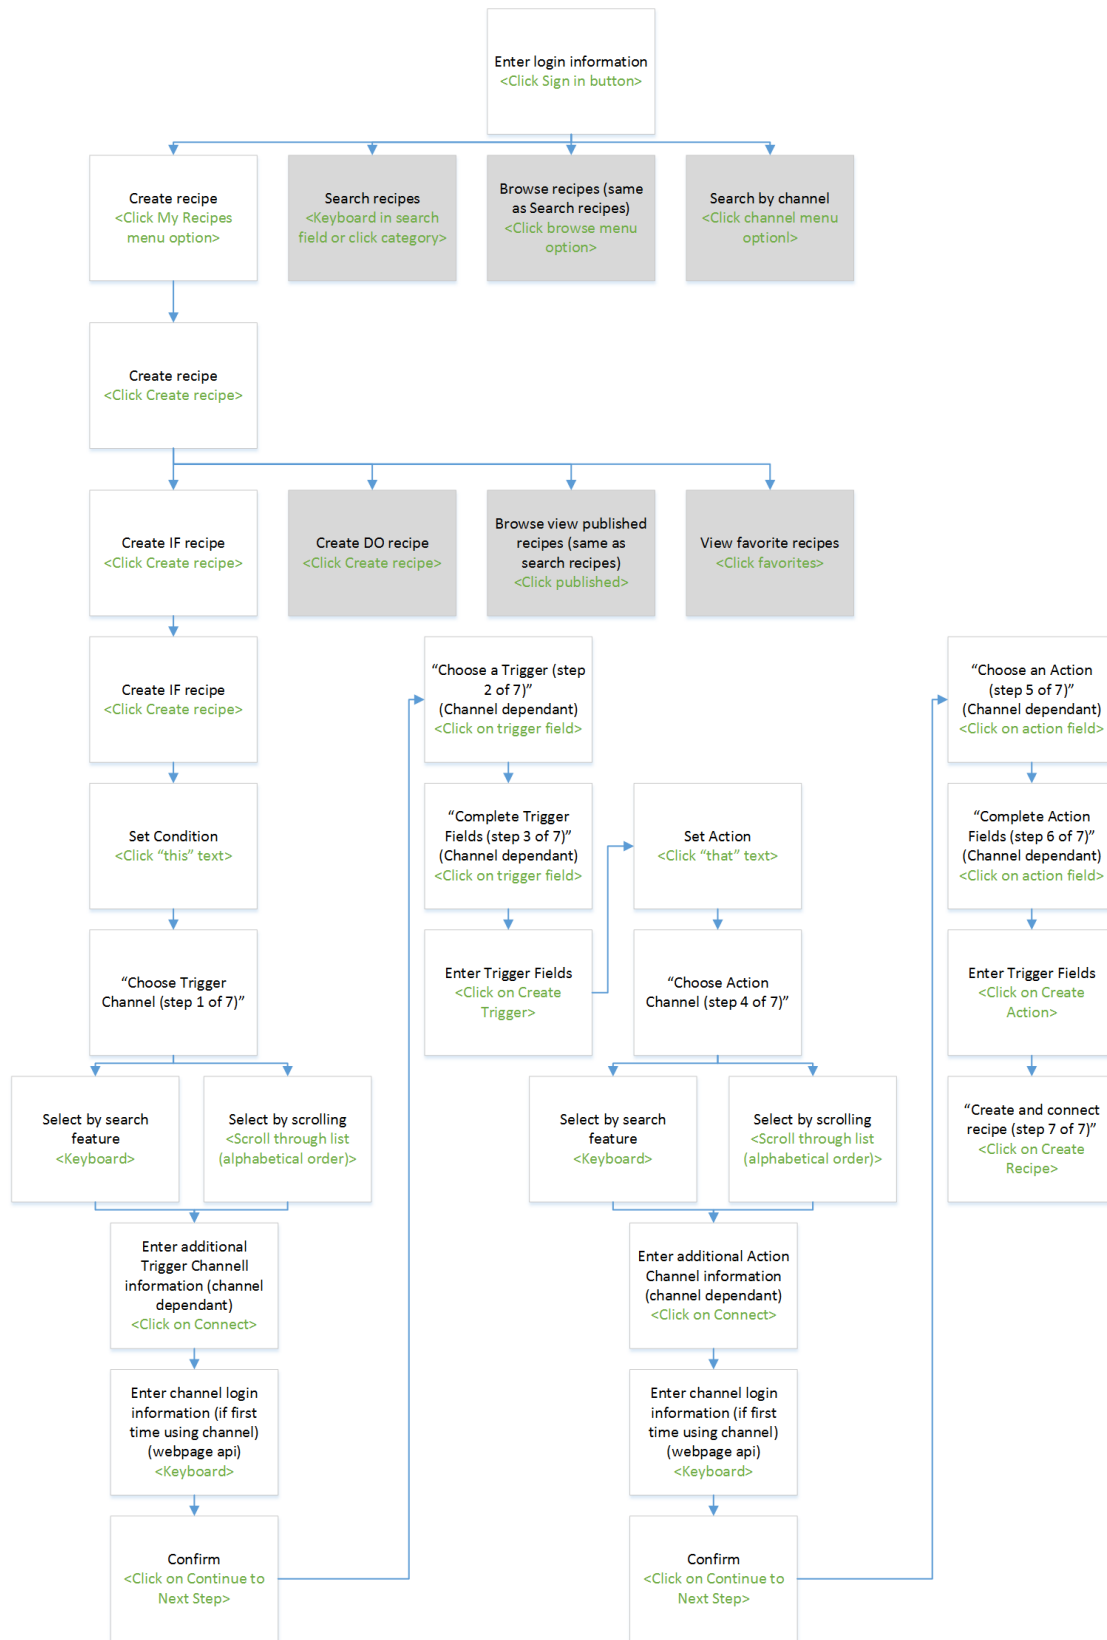 Enter login information
<Click Sign in button>
Create recipe
<Click My Recipes
menu option>
Search recipes
<Keyboard in search
field or click category>
Browse recipes (same
as Search recipes)
<Click browse menu
option>
Search by channel
<Click channel menu
optionl>
Create recipe
<Click Create recipe>
Create IF recipe
<Click Create recipe>
Create DO recipe
<Click Create recipe>
Browse view published
recipes (same as
search recipes)
<Click published>
View favorite recipes
<Click favorites>
Create IF recipe
<Click Create recipe>
Set Condition
<Click “this” text>
“Choose Trigger
Channel (step 1 of 7)”
Select by search
feature
<Keyboard>
Select by scrolling
<Scroll through list
(alphabetical order)>
Enter additional
Trigger Channell
information (channel
dependant)
<Click on Connect>
Enter channel login
information (if first
time using channel)
(webpage api)
<Keyboard>
Confirm
<Click on Continue to
Next Step>
“Choose a Trigger (step
2 of 7)”
(Channel dependant)
<Click on trigger field>
“Complete Trigger
Fields (step 3 of 7)”
(Channel dependant)
<Click on trigger field>
Enter Trigger Fields
<Click on Create
Trigger>
Set Action
<Click “that” text>
“Choose Action
Channel (step 4 of 7)”
Select by search
feature
<Keyboard>
Select by scrolling
<Scroll through list
(alphabetical order)>
Enter additional Action
Channel information
(channel dependant)
<Click on Connect>
Enter channel login
information (if first
time using channel)
(webpage api)
<Keyboard>
Confirm
<Click on Continue to
Next Step>
“Choose an Action
(step 5 of 7)”
(Channel dependant)
<Click on action field>
“Complete Action
Fields (step 6 of 7)”
(Channel dependant)
<Click on action field>
Enter Trigger Fields
<Click on Create
Action>
“Create and connect
recipe (step 7 of 7)”
<Click on Create
Recipe>